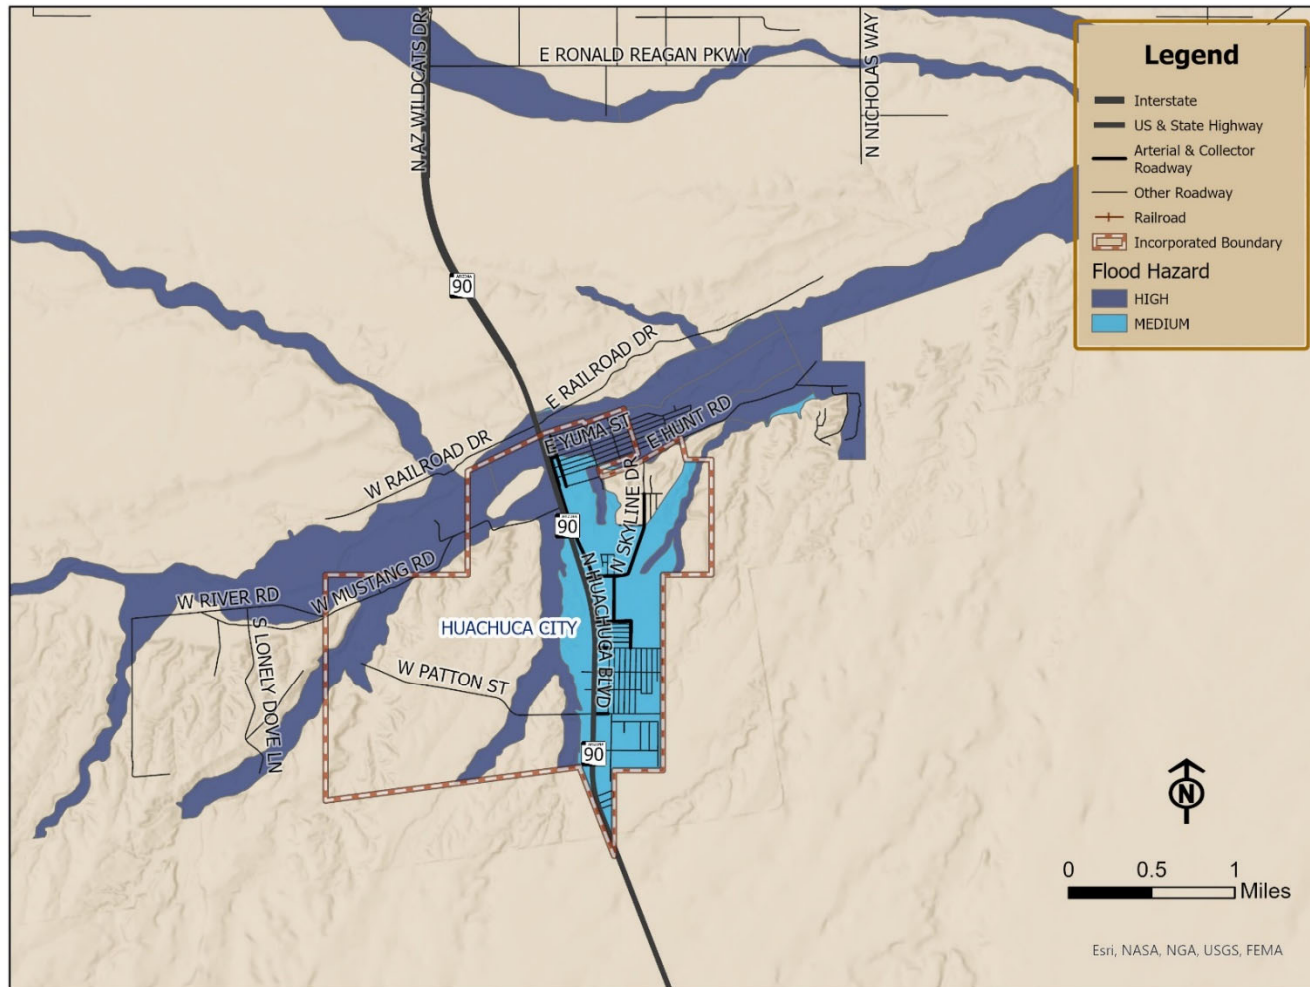 N AZ WILDCATS DR
E RONALD REAGAN PKWY
N NICHOLAS WAY
90
E RAILROAD DR
W RAILROAD DR
E YUMA ST
E HUNT RD
90
W SKYLINE DR
W MUSTANG RD
W RIVER RD
HUACHUCA CITY
N HUACHUCA BLVD
S LONELY DOVE LN
W PATTON ST
90
Legend
Interstate
US & State Highway
Arterial & Collector
Roadway
Other Roadway
Railroad
Incorporated Boundary
Flood Hazard
HIGH
MEDIUM
N
0 0.5 1
Miles
Esri, NASA, NGA, USGS, FEMA